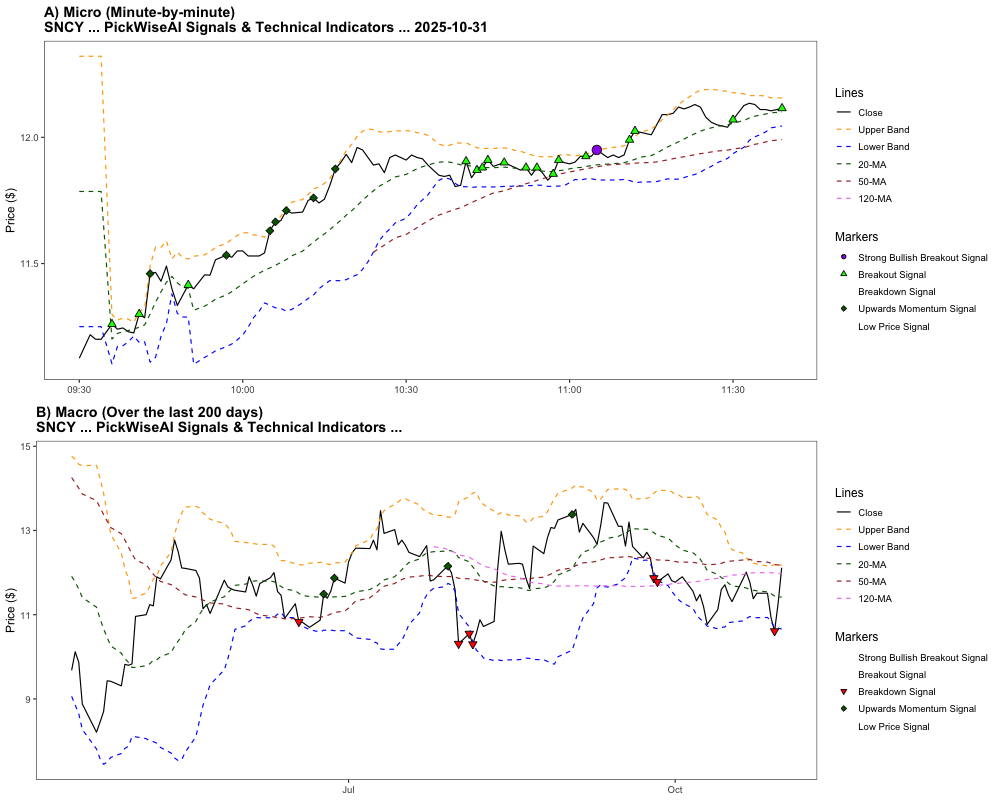 A) Micro (Minute-by-minute)
SNCY ... PickWiseAI Signals & Technical Indicators ... 2025-10-31
Price ($)
12.0
11.5
09:30
10:00
10:30
11:00
11:30
Lines
Close
Upper Band
Lower Band
20-MA
50-MA
120-MA
Markers
Strong Bullish Breakout Signal
Breakout Signal
Breakdown Signal
Upwards Momentum Signal
Low Price Signal
B) Macro (Over the last 200 days)
SNCY ... PickWiseAI Signals & Technical Indicators ...
Price ($)
15
13
11
9
Jul
Oct
Lines
Close
Upper Band
Lower Band
20-MA
50-MA
120-MA
Markers
Strong Bullish Breakout Signal
Breakout Signal
Breakdown Signal
Upwards Momentum Signal
Low Price Signal